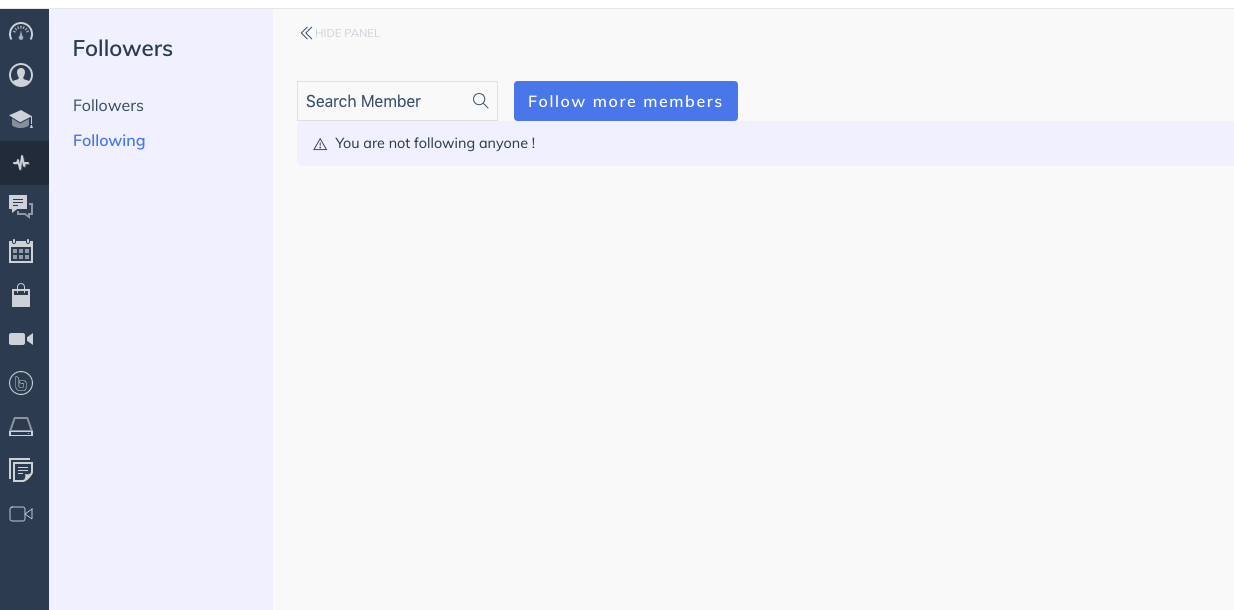 Followers
Followers
Following
HIDE PANEL
Search Member
Follow more members
You are not following anyone !